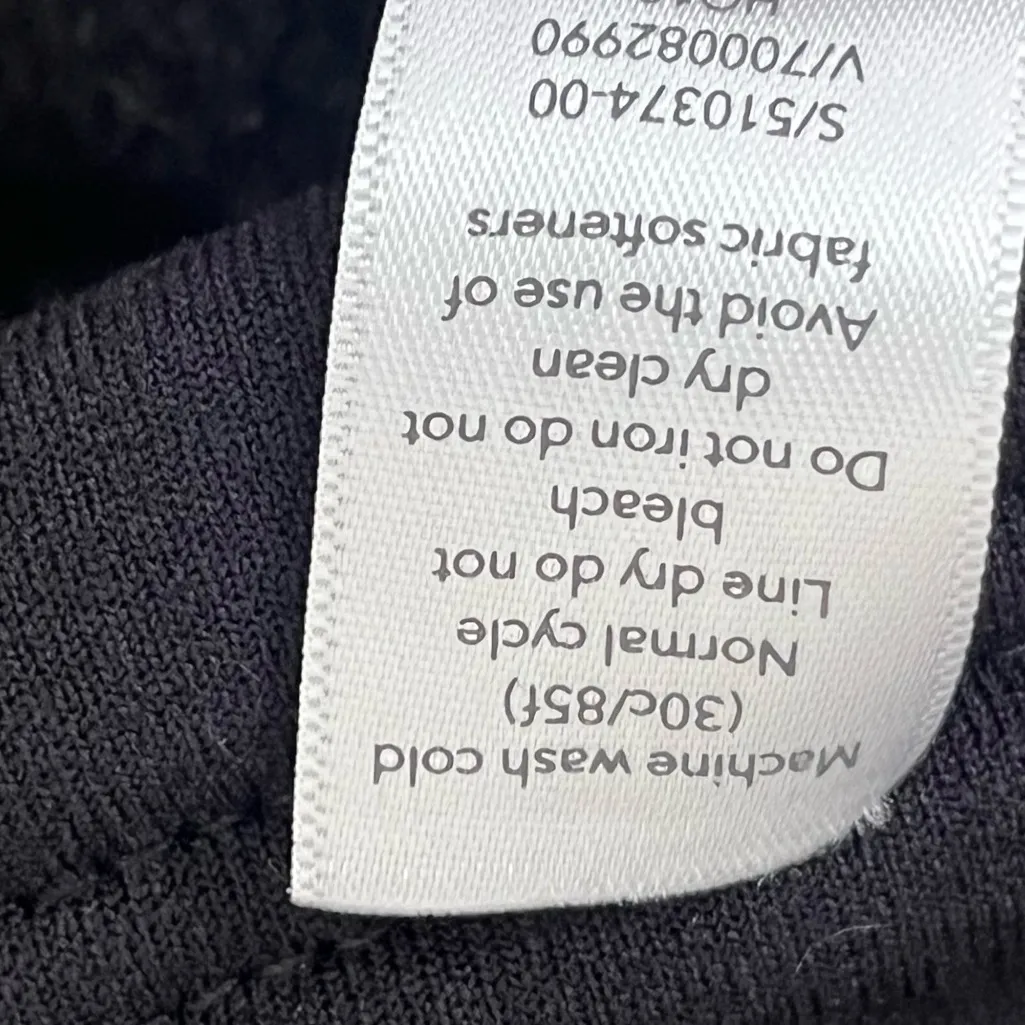 Machine wash cold
(30c/85f)
Normal cycle
Line dry do not
bleach
Do not iron do not
dry clean
Avoid the use of
fabric softeners
S/510374-00
V/700082990